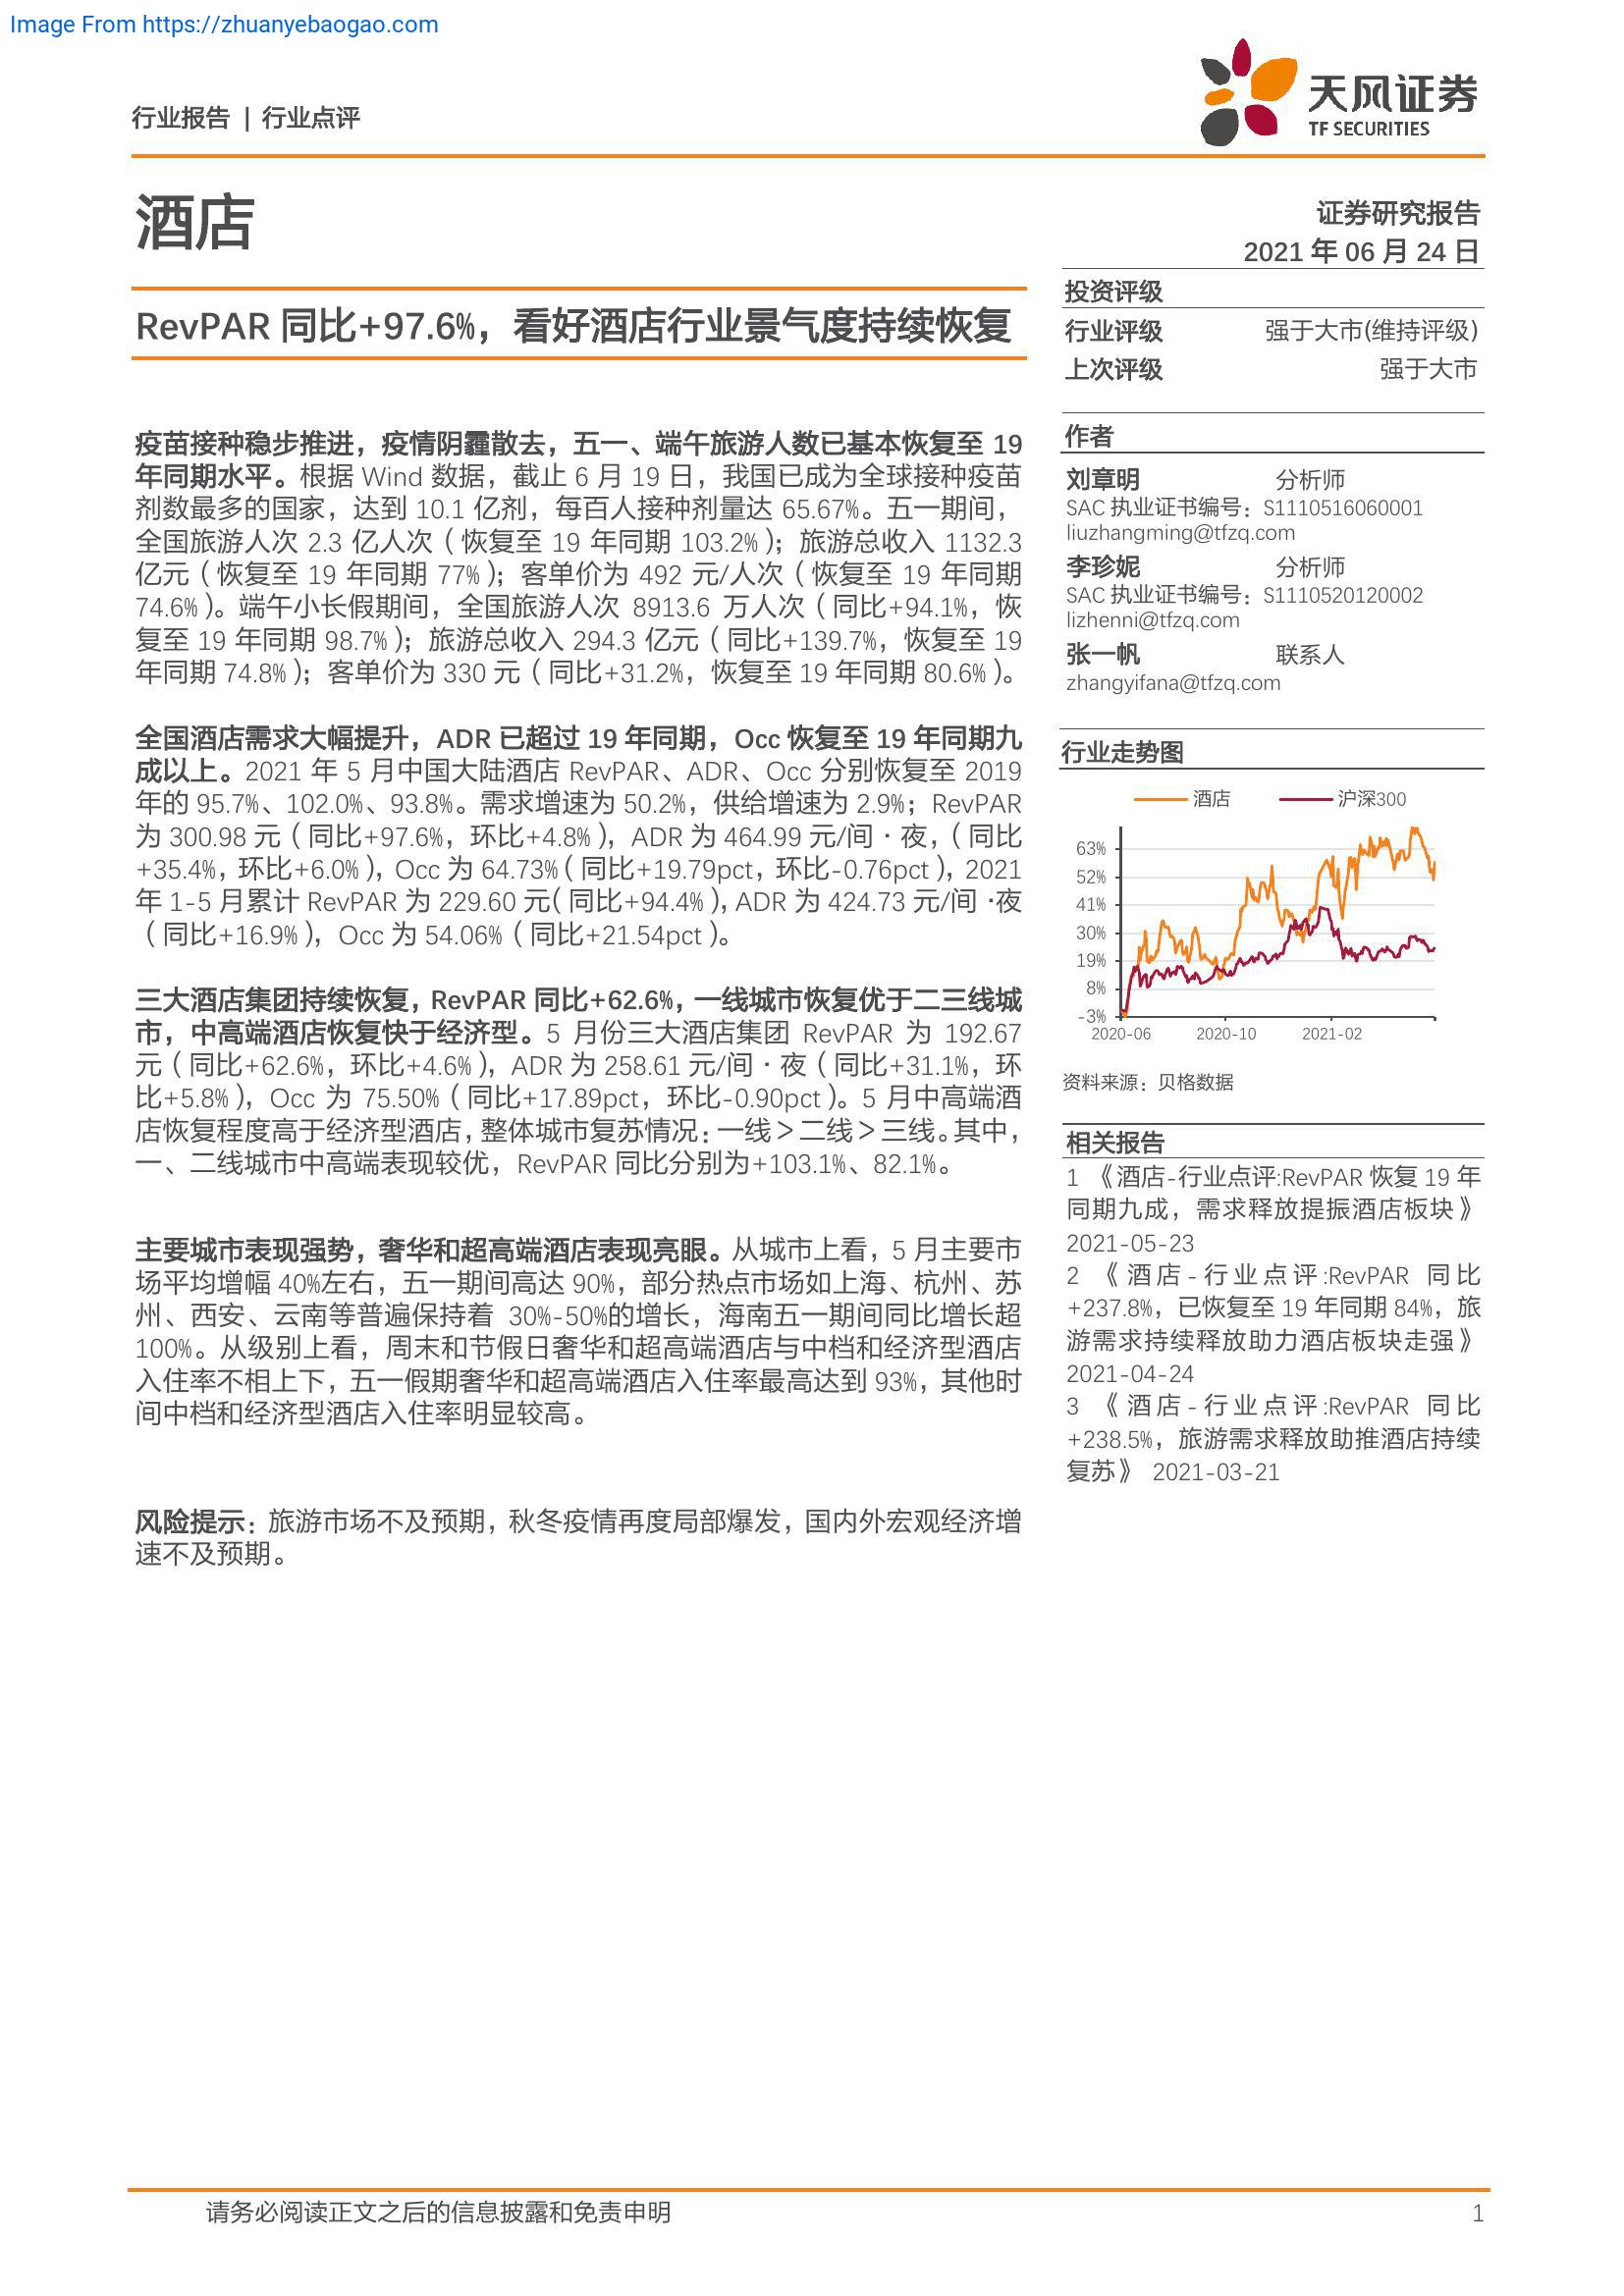 Image From https://zhuanyebaogao.com
行业报告 | 行业点评
天风证券
TF SECURITIES
酒店
RevPAR 同比+97.6%，看好酒店行业景气度持续恢复
疫苗接种稳步推进，疫情阴霾散去，五一、端午旅游人数已基本恢复至 19
年同期水平。根据 Wind 数据，截止 6 月 19 日，我国已成为全球接种疫苗
剂数最多的国家，达到 10.1 亿剂，每百人接种剂量达 65.67%。五一期间，
全国旅游人次 2.3 亿人次（恢复至 19 年同期 103.2%）；旅游总收入 1132.3
亿元（恢复至 19 年同期 77%）；客单价为 492 元/人次（恢复至 19 年同期
74.6%）。端午小长假期间，全国旅游人次 8913.6 万人次（同比+94.1%，恢
复至 19 年同期 98.7%）；旅游总收入 294.3 亿元（同比+139.7%，恢复至 19
年同期 74.8%）；客单价为 330 元（同比+31.2%，恢复至 19 年同期 80.6%）。
全国酒店需求大幅提升，ADR 已超过 19 年同期，Occ 恢复至 19 年同期九
成以上。2021 年 5 月中国大陆酒店 RevPAR、ADR、Occ 分别恢复至 2019
年的 95.7%、102.0%、93.8%。需求增速为 50.2%，供给增速为 2.9%；RevPAR
为 300.98 元（同比+97.6%，环比+4.8%），ADR 为 464.99 元/间·夜，（同比
+35.4%，环比+6.0%），Occ 为 64.73%（同比+19.79pct，环比-0.76pct），2021
年 1-5 月累计 RevPAR 为 229.60 元（同比+94.4%），ADR 为 424.73 元/间·夜
（同比+16.9%），Occ 为 54.06%（同比+21.54pct）。
三大酒店集团持续恢复，RevPAR 同比+62.6%，一线城市恢复优于二三线城
市，中高端酒店恢复快于经济型。5 月份三大酒店集团 RevPAR 为 192.67
元（同比+62.6%，环比+4.6%），ADR 为 258.61 元/间·夜（同比+31.1%，环
比+5.8%），Occ 为 75.50%（同比+17.89pct，环比-0.90pct）。5 月中高端酒
店恢复程度高于经济型酒店，整体城市复苏情况：一线＞二线＞三线。其中，
一、二线城市中高端表现较优，RevPAR 同比分别为+103.1%、82.1%。
主要城市表现强势，奢华和超高端酒店表现亮眼。从城市上看，5 月主要市
场平均增幅 40%左右，五一期间高达 90%，部分热点市场如上海、杭州、苏
州、西安、云南等普遍保持着 30%-50%的增长，海南五一期间同比增长超
100%。从级别上看，周末和节假日奢华和超高端酒店与中档和经济型酒店
入住率不相上下，五一假期奢华和超高端酒店入住率最高达到 93%，其他时
间中档和经济型酒店入住率明显较高。
风险提示：旅游市场不及预期，秋冬疫情再度局部爆发，国内外宏观经济增
速不及预期。
证券研究报告
2021 年 06 月 24 日
投资评级
行业评级 强于大市(维持评级)
上次评级 强于大市
作者
刘章明 分析师
SAC 执业证书编号：S1110516060001
liuzhangming@tfzq.com
李珍妮 分析师
SAC 执业证书编号：S1110520120002
lizhenni@tfzq.com
张一帆 联系人
zhangyifana@tfzq.com
行业走势图
酒店 沪深300
63%
52%
41%
30%
19%
8%
-3%
2020-06 2020-10 2021-02
资料来源：贝格数据
相关报告
1 《酒店-行业点评:RevPAR 恢复 19 年
同期九成，需求释放提振酒店板块》
2021-05-23
2 《酒店-行业点评:RevPAR 同比
+237.8%，已恢复至 19 年同期 84%，旅
游需求持续释放助力酒店板块走强》
2021-04-24
3 《酒店-行业点评:RevPAR 同比
+238.5%，旅游需求释放助推酒店持续
复苏》 2021-03-21
请务必阅读正文之后的信息披露和免责申明 1